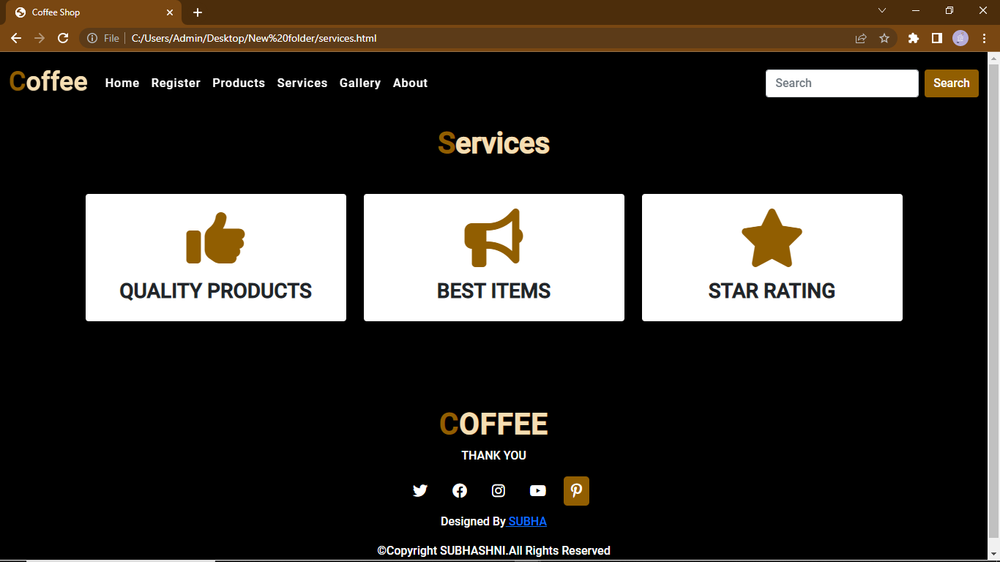 Coffee Shop
File C:/Users/Admin/Desktop/New%20folder/services.html
Coffee Home Register Products Services Gallery About Search Search
Services
QUALITY PRODUCTS BEST ITEMS STAR RATING
COFFEE
THANK YOU
Designed By SUBHA
©Copyright SUBHASHNI.All Rights Reserved